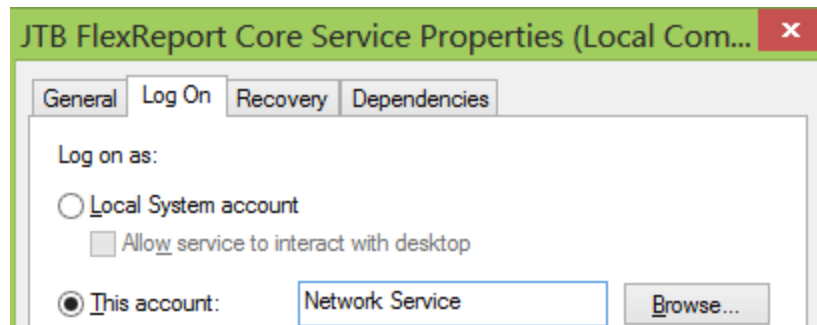 JTB FlexReport Core Service Properties (Local Com... x
General Log On Recovery Dependencies
Log on as:
Local System account
Allow service to interact with desktop
This account: Network Service Browse...